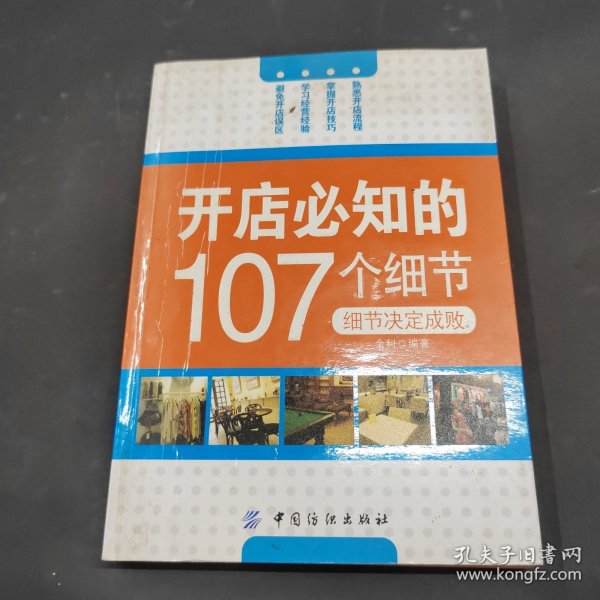 熟悉开店流程
掌握开店技巧
学习经营经验
避免开店误区
开店必知的
107个细节
细节决定成败
金利◎编著
中国纺织出版社
孔夫子旧书网
www.kongfz.com